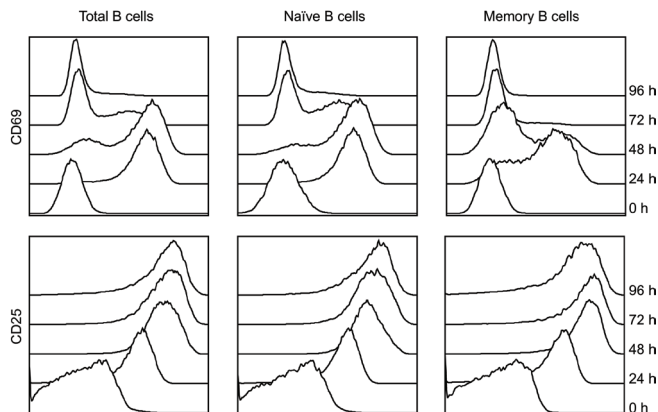 Total B cells
Naïve B cells
Memory B cells
CD69
96 h
72 h
48 h
24 h
0 h
CD25
96 h
72 h
48 h
24 h
0 h